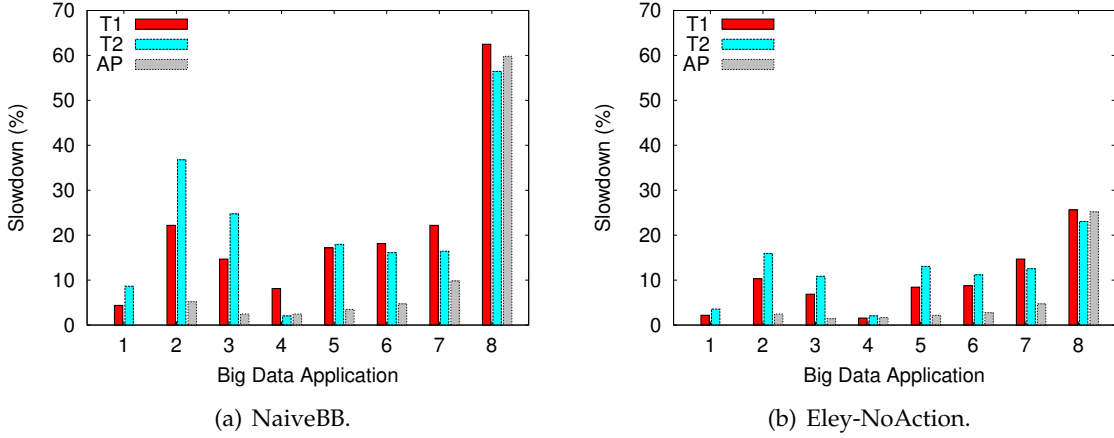 70
60
50
40
30
20
10
0
Slowdown (%)
T1
T2
AP
1 2 3 4 5 6 7 8
Big Data Application
(a) NaiveBB.
70
60
50
40
30
20
10
0
Slowdown (%)
T1
T2
AP
1 2 3 4 5 6 7 8
Big Data Application
(b) Eley-NoAction.